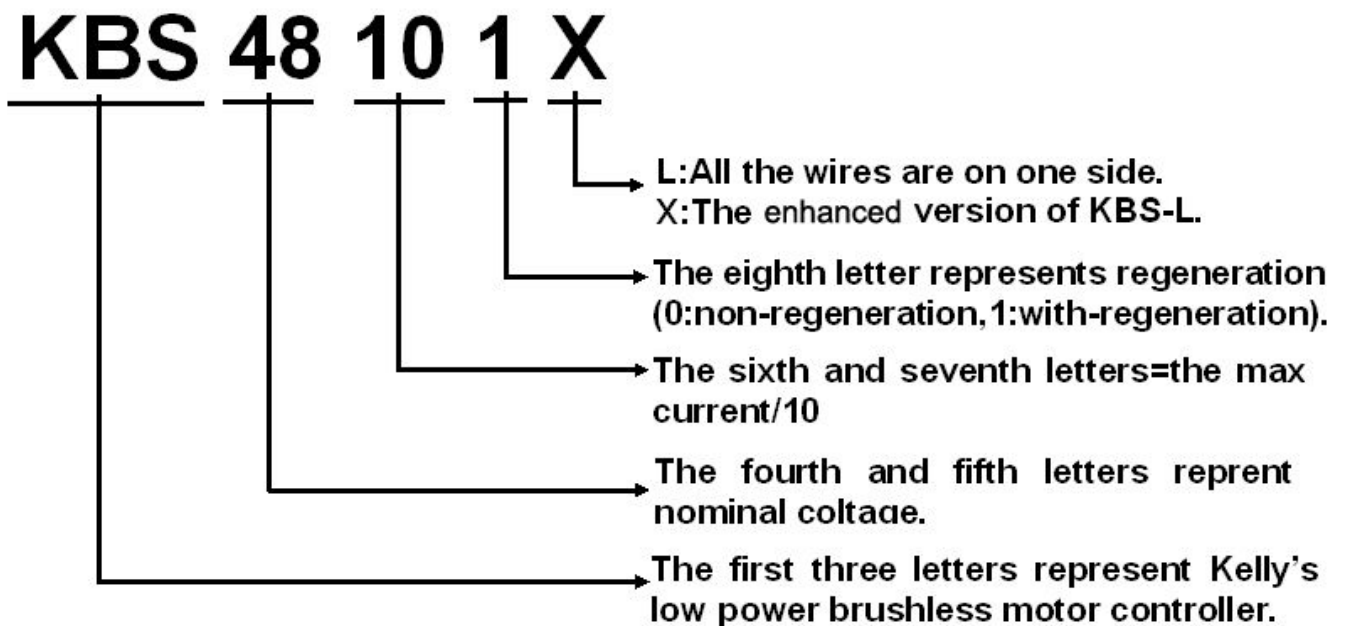 KBS 48 10 1 X
L:All the wires are on one side.
X:The enhanced version of KBS-L.
The eighth letter represents regeneration
(0:non-regeneration,1:with-regeneration).
The sixth and seventh letters=the max
current/10
The fourth and fifth letters reprent
nominal coltage.
The first three letters represent Kelly's
low power brushless motor controller.